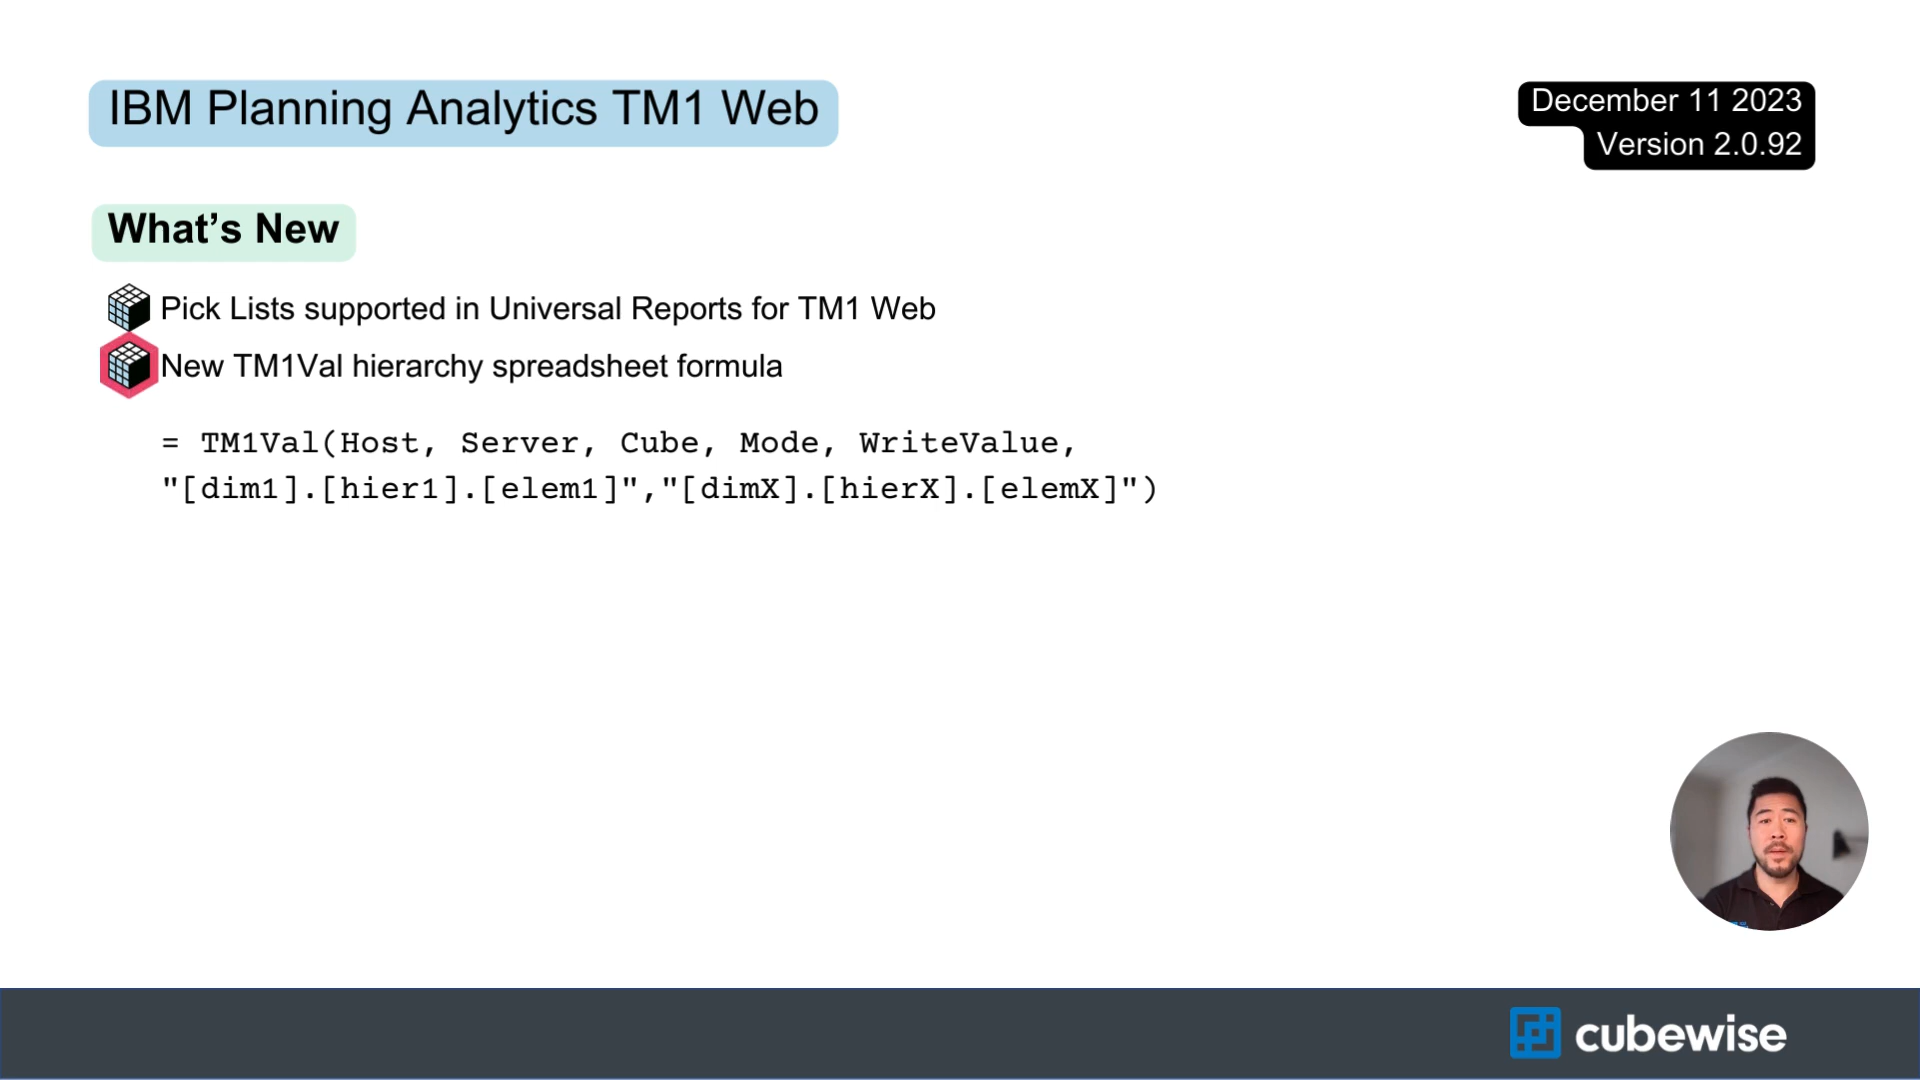 IBM Planning Analytics TM1 Web
December 11 2023
Version 2.0.92
What's New
Pick Lists supported in Universal Reports for TM1 Web
New TM1Val hierarchy spreadsheet formula
= TM1Val(Host, Server, Cube, Mode, WriteValue,
"[dim1].[hier1].[elem1]","[dimX].[hierX].[elemX]")
cubewise